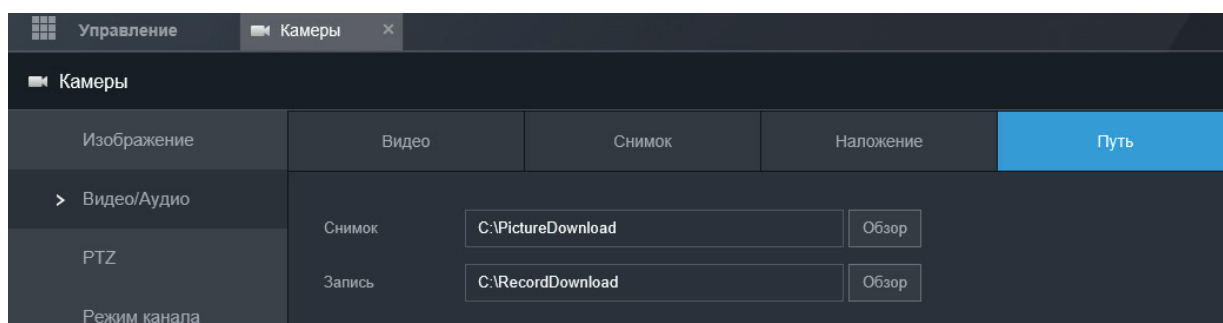 Управление Камеры ×
Камеры
Изображение Видео Снимок Наложение Путь
> Видео/Аудио
Снимок C:\PictureDownload Обзор
PTZ
Запись C:\RecordDownload Обзор
Режим канала